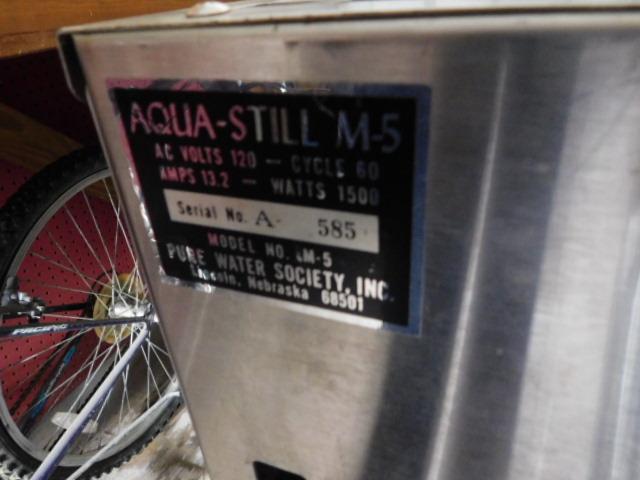 AQUA-STILL M-5
AC VOLTS 120 — CYCLE 60
AMPS 13.2 — WATTS 1500
Serial No. A- 585
MODEL NO. M-5
PURE WATER SOCIETY, INC.
Lincoln, Nebraska 68501
PACIFIC